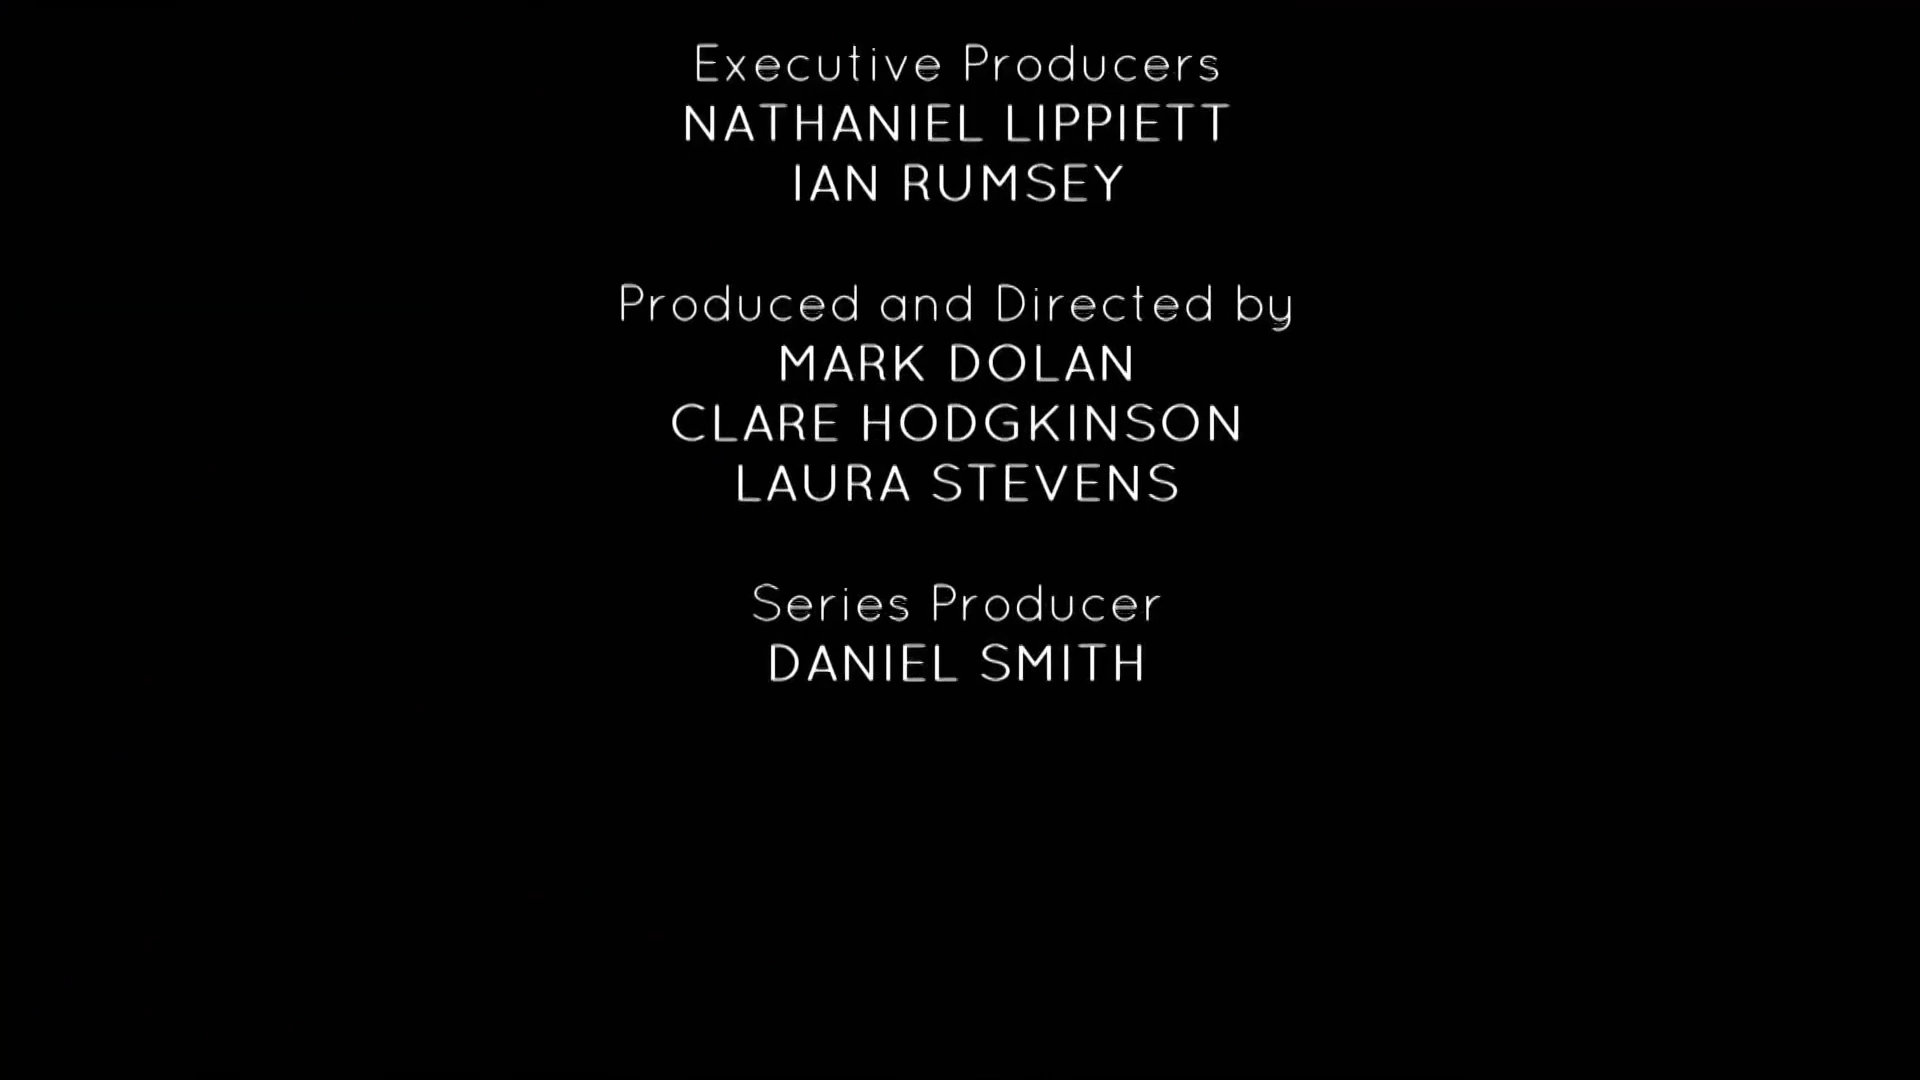 Executive Producers
NATHANIEL LIPPIETT
IAN RUMSEY
Produced and Directed by
MARK DOLAN
CLARE HODGKINSON
LAURA STEVENS
Series Producer
DANIEL SMITH